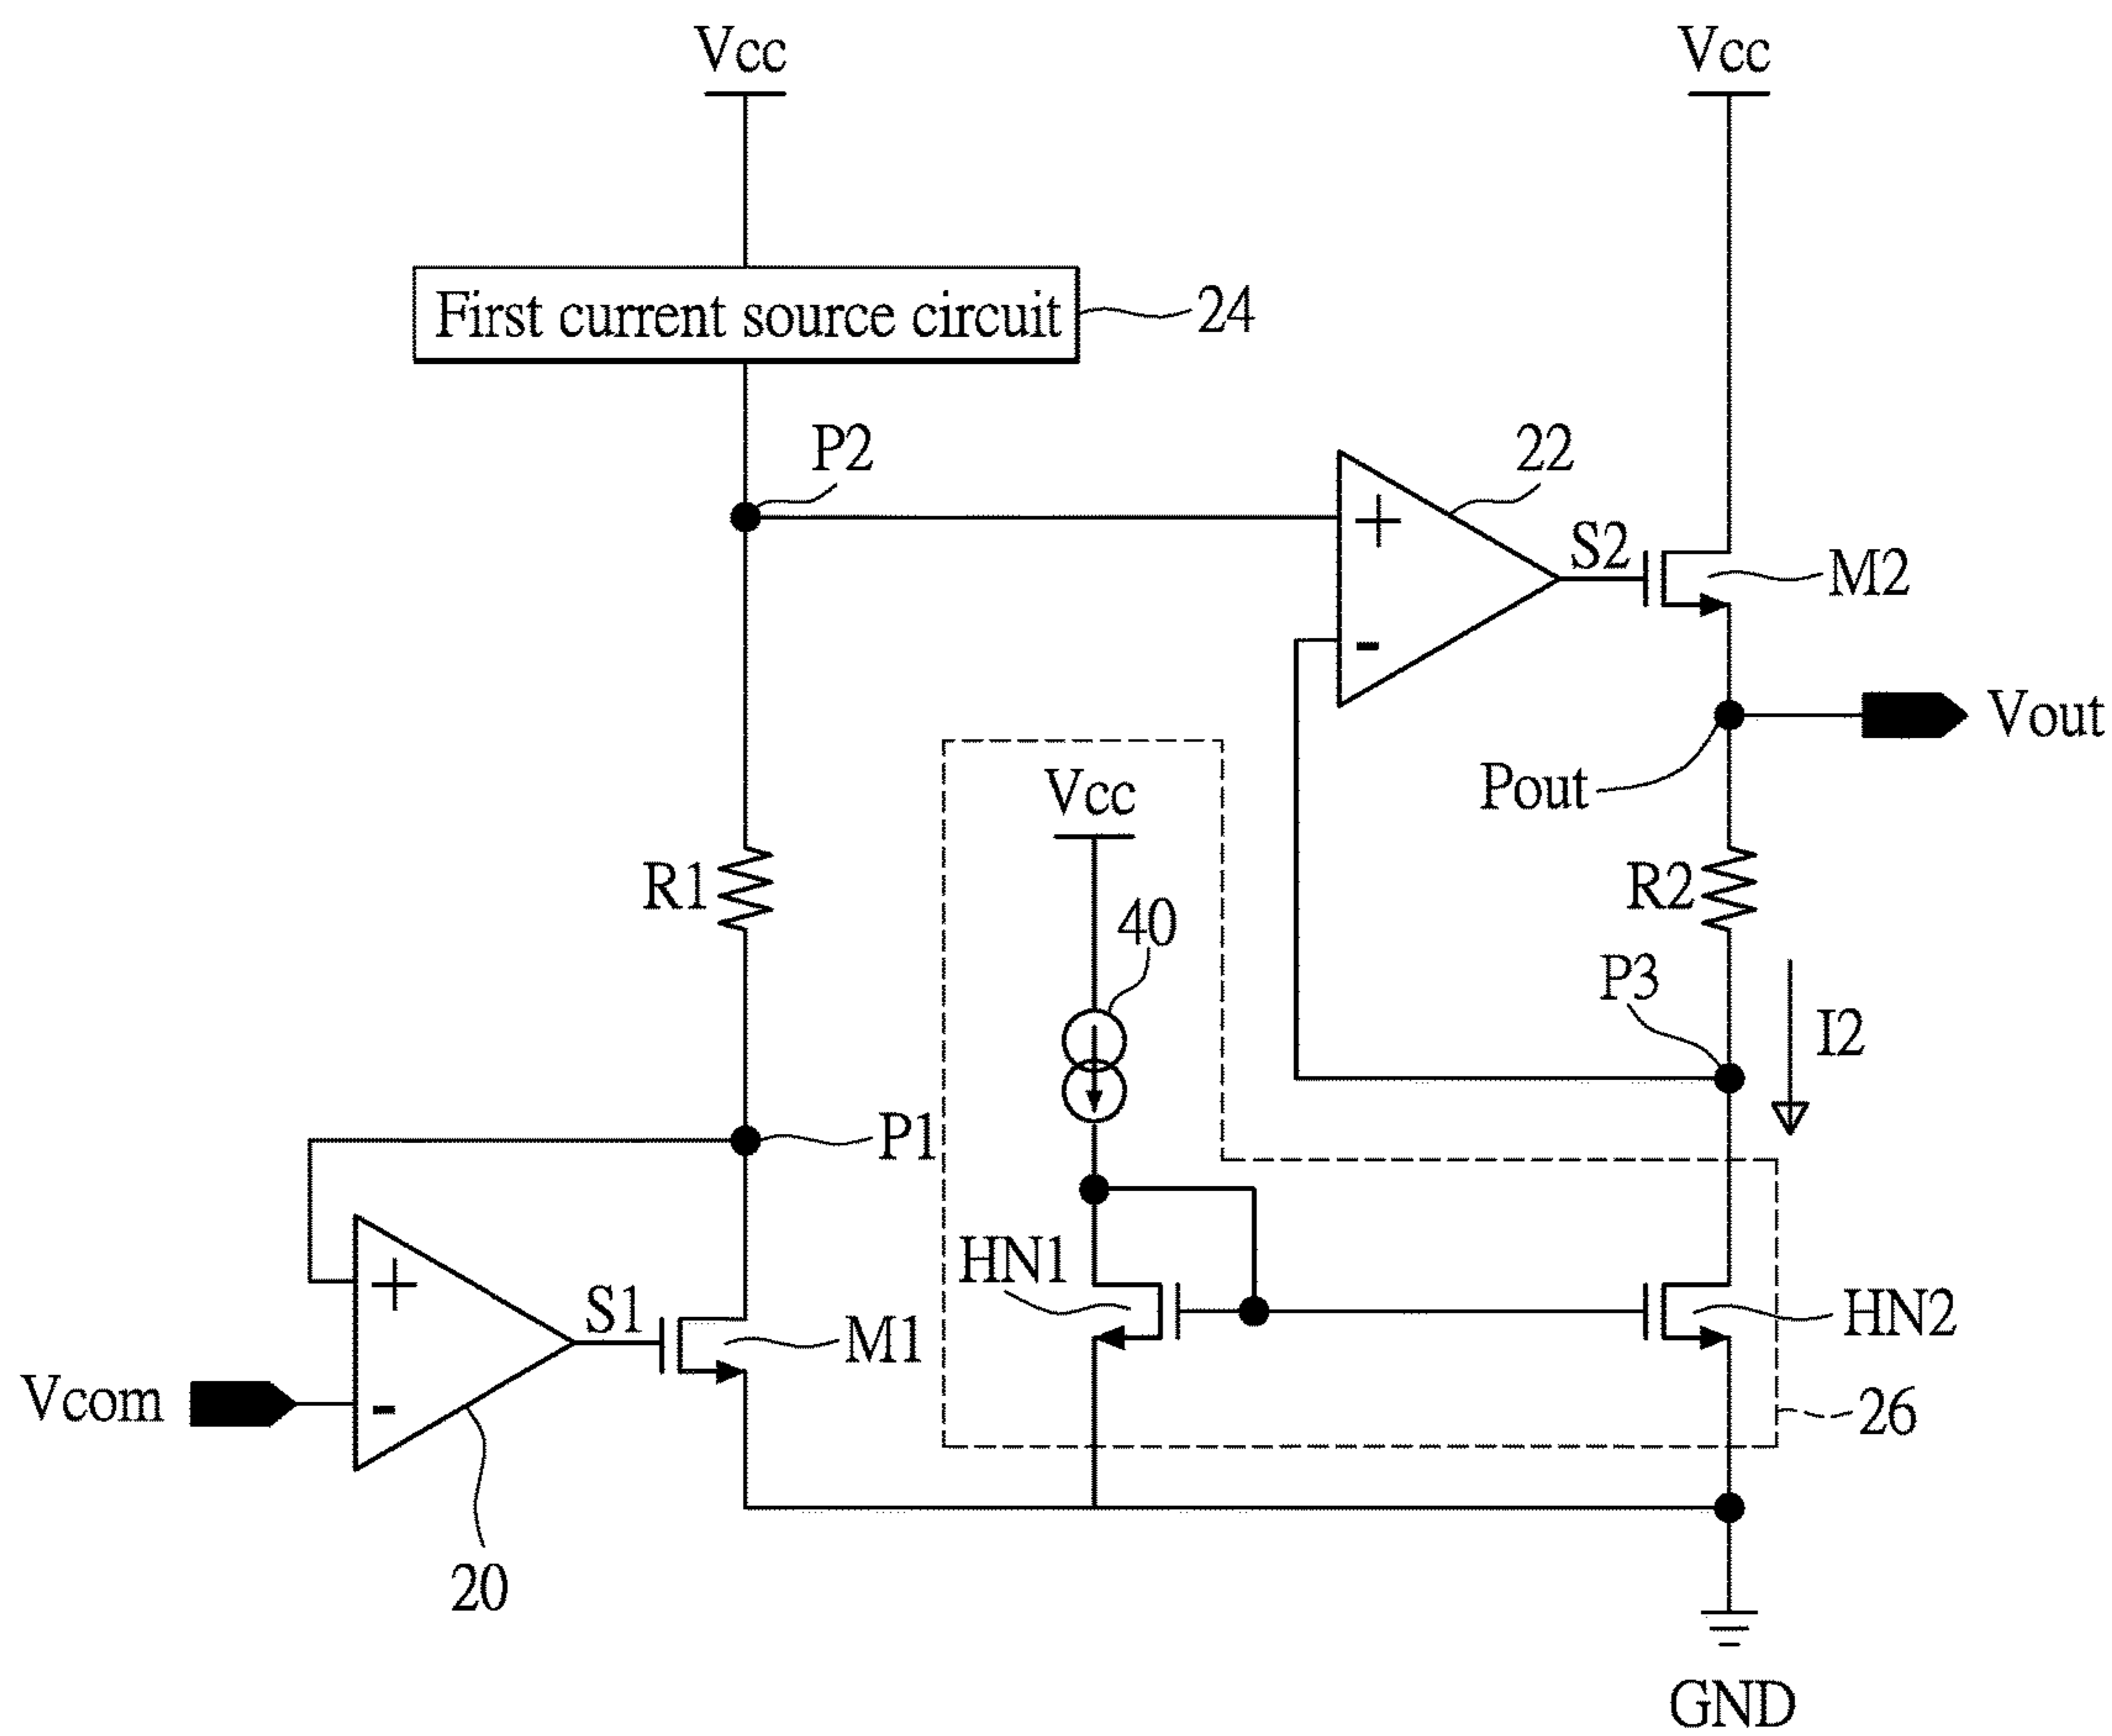 Vcc
Vcc
First current source circuit
24
P2
22
+
S2
M2
-
Vout
Pout
Vcc
R1
R2
40
P3
I2
P1
HN1
+
S1
M1
HN2
Vcom
-
26
20
GND